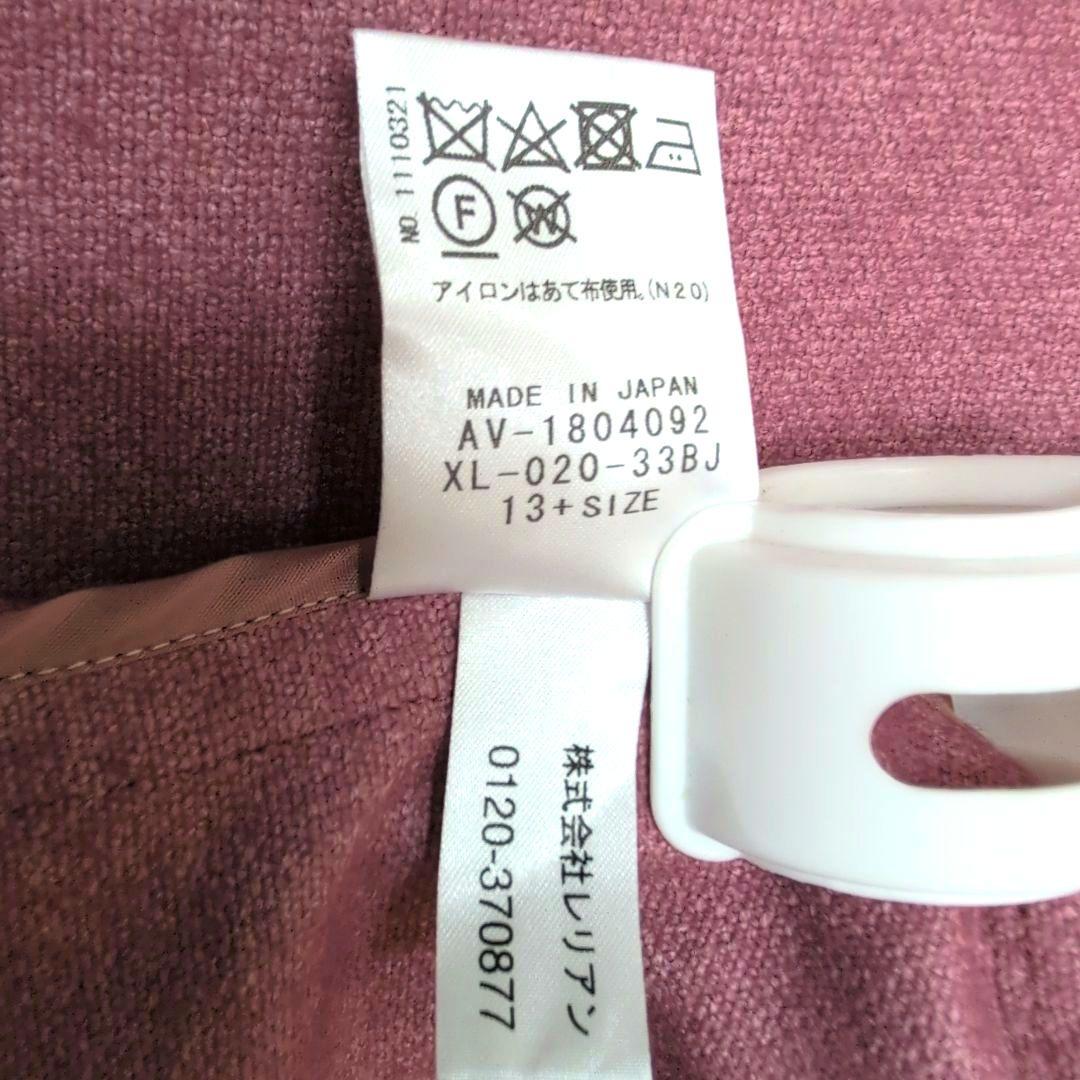 NO. 1110321
F
W
アイロンはあて布使用。(N20)
MADE IN JAPAN
AV-1804092
XL-020-33BJ
13+SIZE
株式会社レリアン
0120-370877